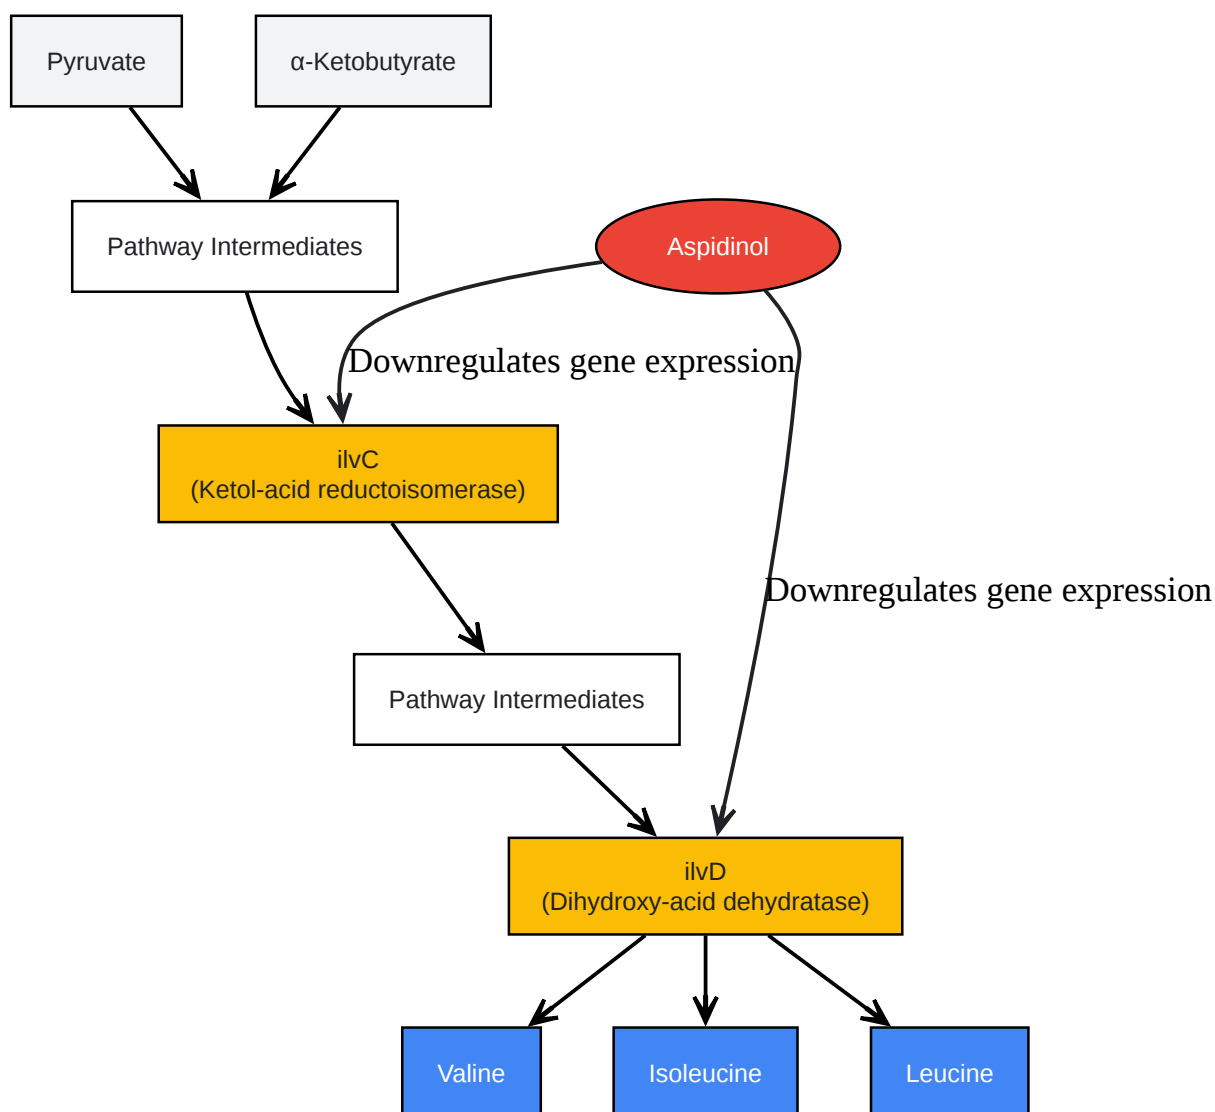 Pyruvate
α-Ketobutyrate
Pathway Intermediates
Aspidinol
Downregulates gene expression
ilvC
(Ketol-acid reductoisomerase)
Downregulates gene expression
Pathway Intermediates
ilvD
(Dihydroxy-acid dehydratase)
Valine
Isoleucine
Leucine